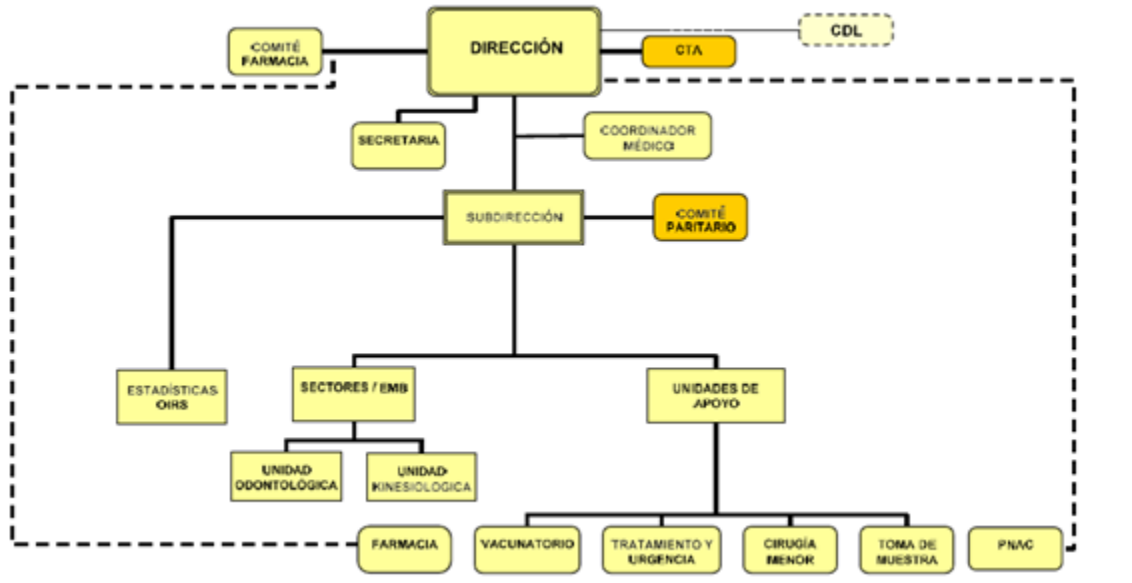 DIRECCIÓN
CDL
COMITÉ
FARMACIA
CTA
SECRETARIA
COORDINADOR
MÉDICO
SUBDIRECCIÓN
COMITÉ
PARITARIO
ESTADÍSTICAS
OIRS
SECTORES / EMB
UNIDADES DE
APOYO
UNIDAD
ODONTOLÓGICA
UNIDAD
KINESIOLOGICA
FARMACIA
VACUNATORIO
TRATAMIENTO Y
URGENCIA
CIRUGÍA
MENOR
TOMA DE
MUESTRA
PNAC